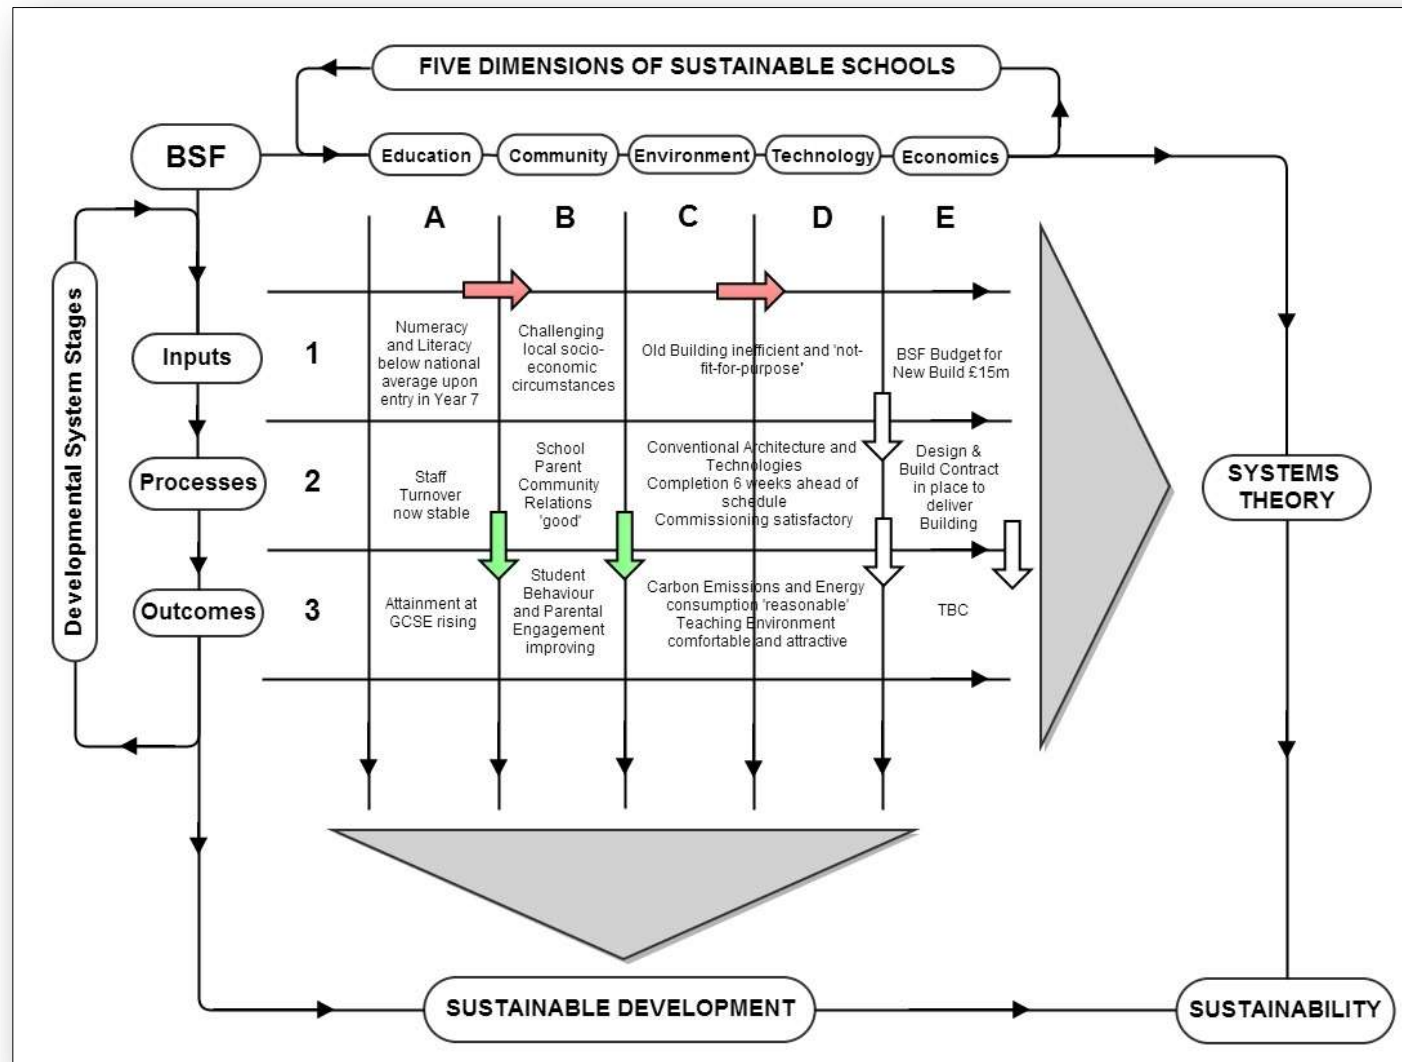 FIVE DIMENSIONS OF SUSTAINABLE SCHOOLS
BSF
Education
Community
Environment
Technology
Economics
A
B
C
D
E
Developmental System Stages
Inputs
1
Numeracy
and Literacy
below national
average upon
entry in Year 7
Challenging
local socio-
economic
circumstances
Old Building inefficient and 'not-
fit-for-purpose'
BSF Budget for
New Build £15m
Processes
2
Staff
Turnover
now stable
School
Parent
Community
Relations
'good'
Conventional Architecture and
Technologies
Completion 6 weeks ahead of
schedule
Commissioning satisfactory
Design &
Build Contract
in place to
deliver
Building
SYSTEMS
THEORY
Outcomes
3
Attainment at
GCSE rising
Student
Behaviour
and Parental
Engagement
improving
Carbon Emissions and Energy
consumption 'reasonable'
Teaching Environment
comfortable and attractive
TBC
SUSTAINABLE DEVELOPMENT
SUSTAINABILITY